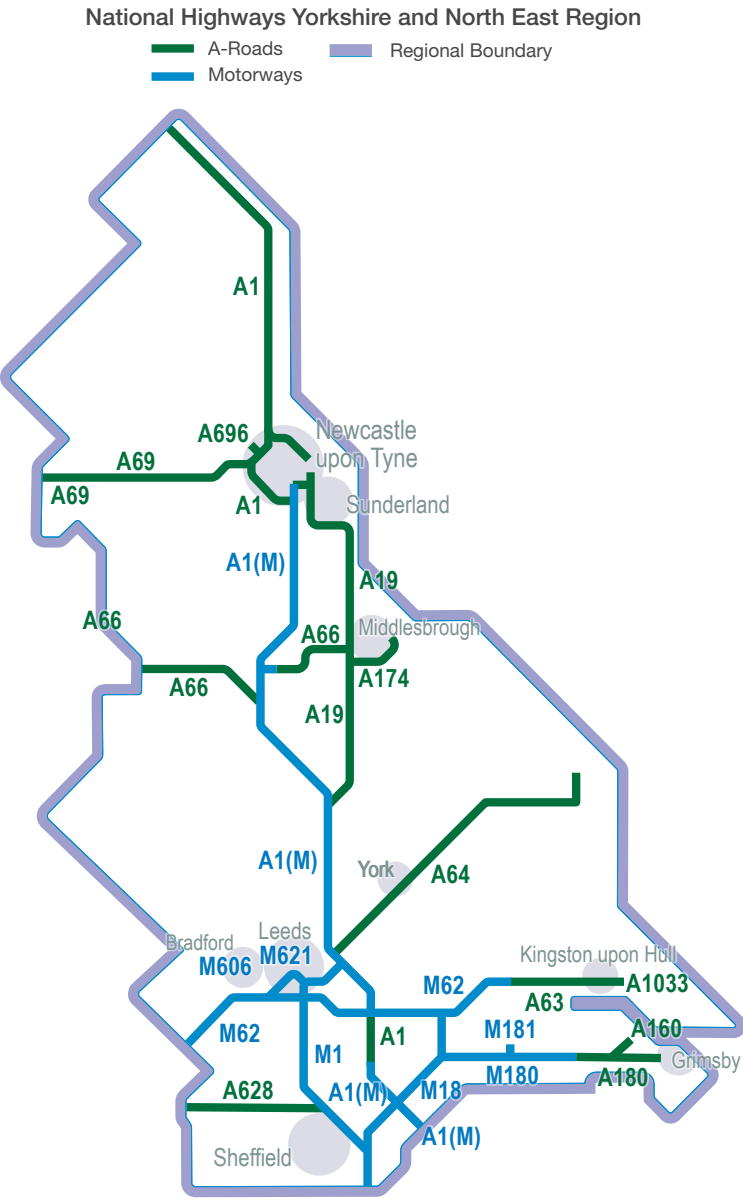 National Highways Yorkshire and North East Region
A-Roads
Regional Boundary
Motorways
A1
A696
Newcastle
upon Tyne
A69
A69
A1
Sunderland
A1(M)
A19
A66
A66
Middlesbrough
A66
A174
A19
A1(M)
York
A64
Leeds
Bradford
M621
M606
Kingston upon Hull
M62
A1033
A63
M62
M1
A1
M181
A160
Grimsby
M180
A180
A628
A1(M)
M18
A1(M)
Sheffield